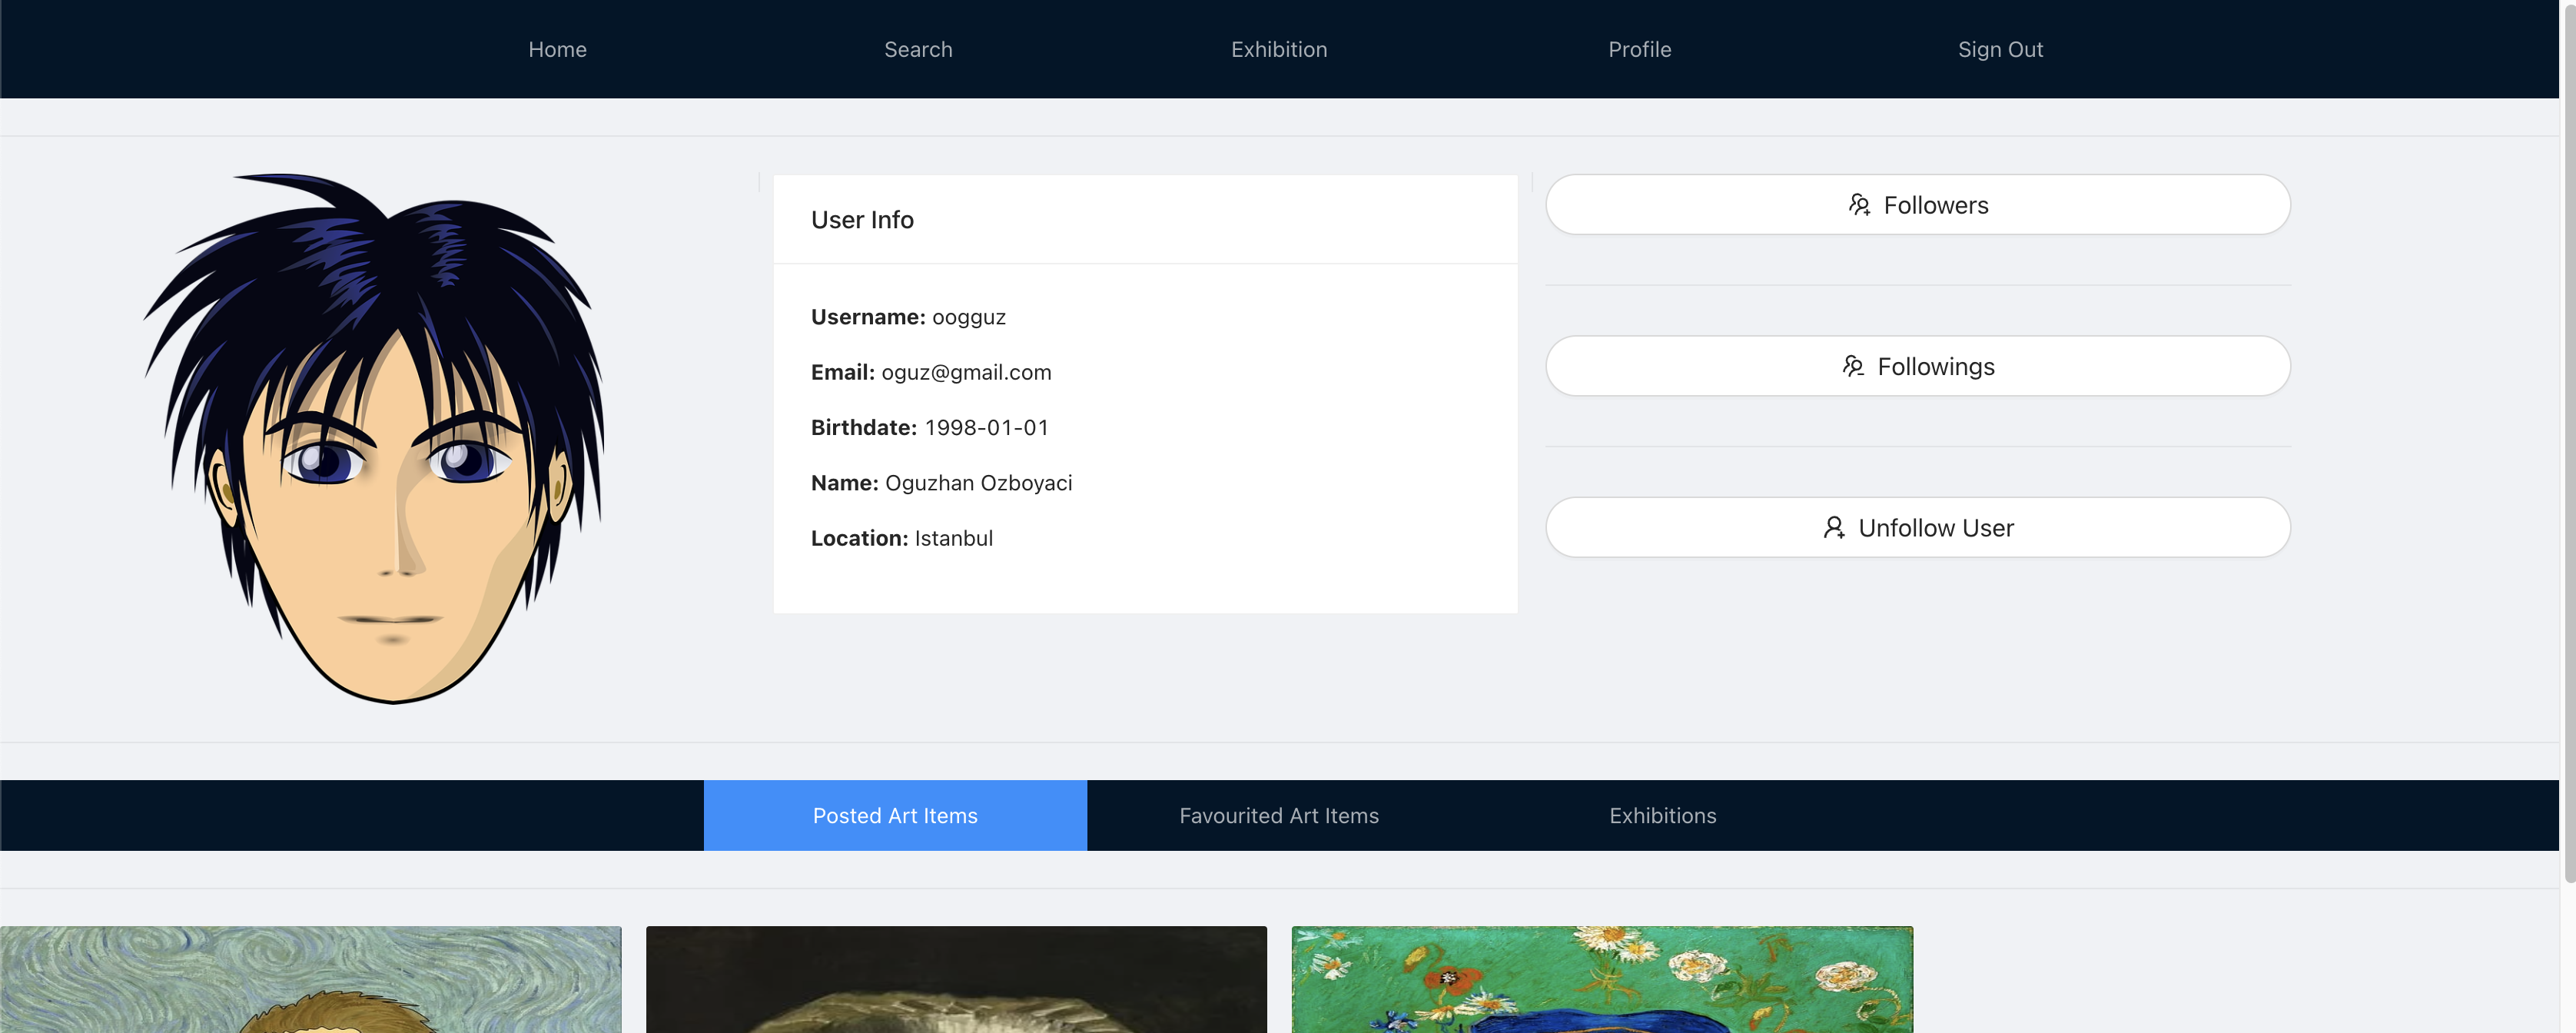 Home Search Exhibition Profile Sign Out
User Info
Username: oogguz
Email: oguz@gmail.com
Birthdate: 1998-01-01
Name: Oguzhan Ozboyaci
Location: Istanbul
Followers
Followings
Unfollow User
Posted Art Items Favourited Art Items Exhibitions